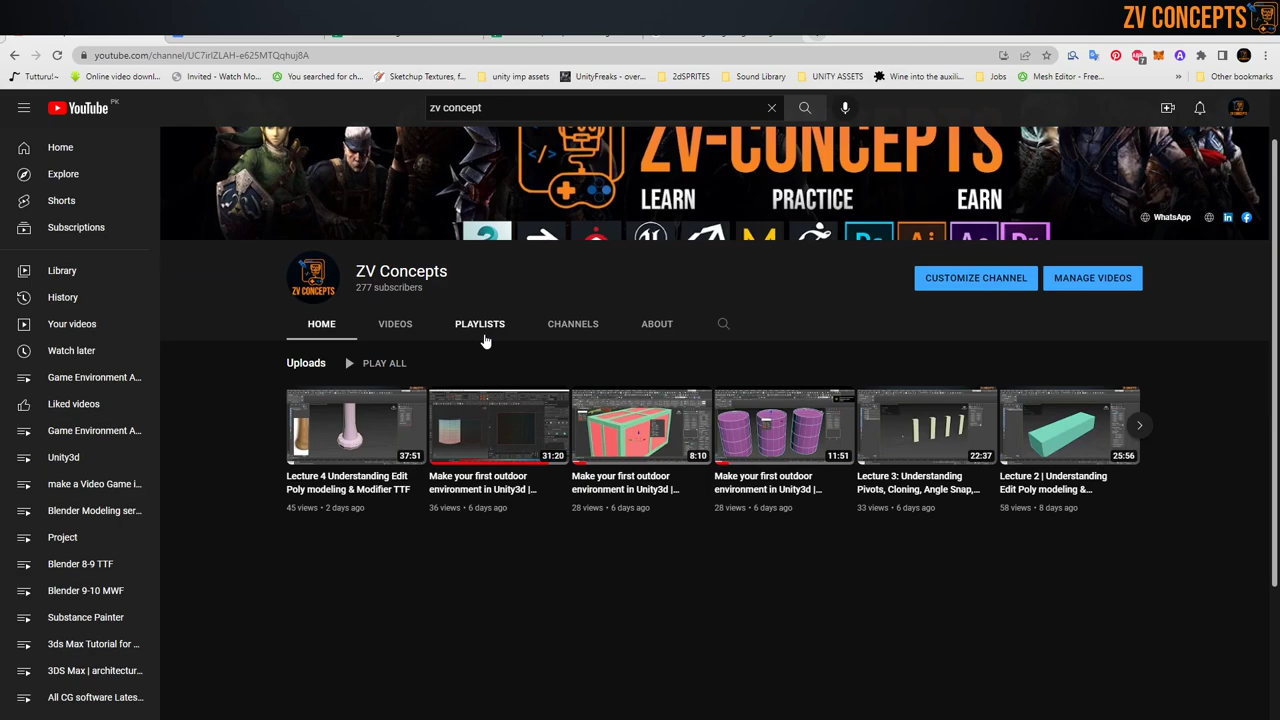 ZV CONCEPTS
youtube.com/channel/UC7irIZLAH-e625MTQqhuj8A
7
Tutturu!~
Online video downl...
Invited - Watch Mo...
You searched for ch...
Sketchup Textures, f...
unity imp assets
UnityFreaks - over...
2dSPRITES
Sound Library
UNITY ASSETS
Wine into the auxili...
Jobs
Mesh Editor - Free...
»
Other bookmarks
YouTube PK
zv concept
Home
Explore
Shorts
Subscriptions
Library
History
Your videos
Watch later
Game Environment A...
Liked videos
Game Environment A...
Unity3d
make a Video Game i...
Blender Modeling ser...
Project
Blender 8-9 TTF
Blender 9-10 MWF
Substance Painter
3ds Max Tutorial for ...
3DS Max | architectur...
All CG software Lates...
ZV-CONCEPTS
LEARN PRACTICE EARN
3
Ps Ai Ae Pr
WhatsApp
ZV CONCEPTS
ZV Concepts
277 subscribers
CUSTOMIZE CHANNEL
MANAGE VIDEOS
HOME VIDEOS PLAYLISTS CHANNELS ABOUT
Uploads
PLAY ALL
37:51
Lecture 4 Understanding Edit
Poly modeling & Modifier TTF
45 views • 2 days ago
31:20
Make your first outdoor
environment in Unity3d |...
36 views • 6 days ago
8:10
Make your first outdoor
environment in Unity3d |...
28 views • 6 days ago
11:51
Make your first outdoor
environment in Unity3d |...
28 views • 6 days ago
22:37
Lecture 3: Understanding
Pivots, Cloning, Angle Snap,...
33 views • 6 days ago
25:56
Lecture 2 | Understanding
Edit Poly modeling &...
58 views • 8 days ago